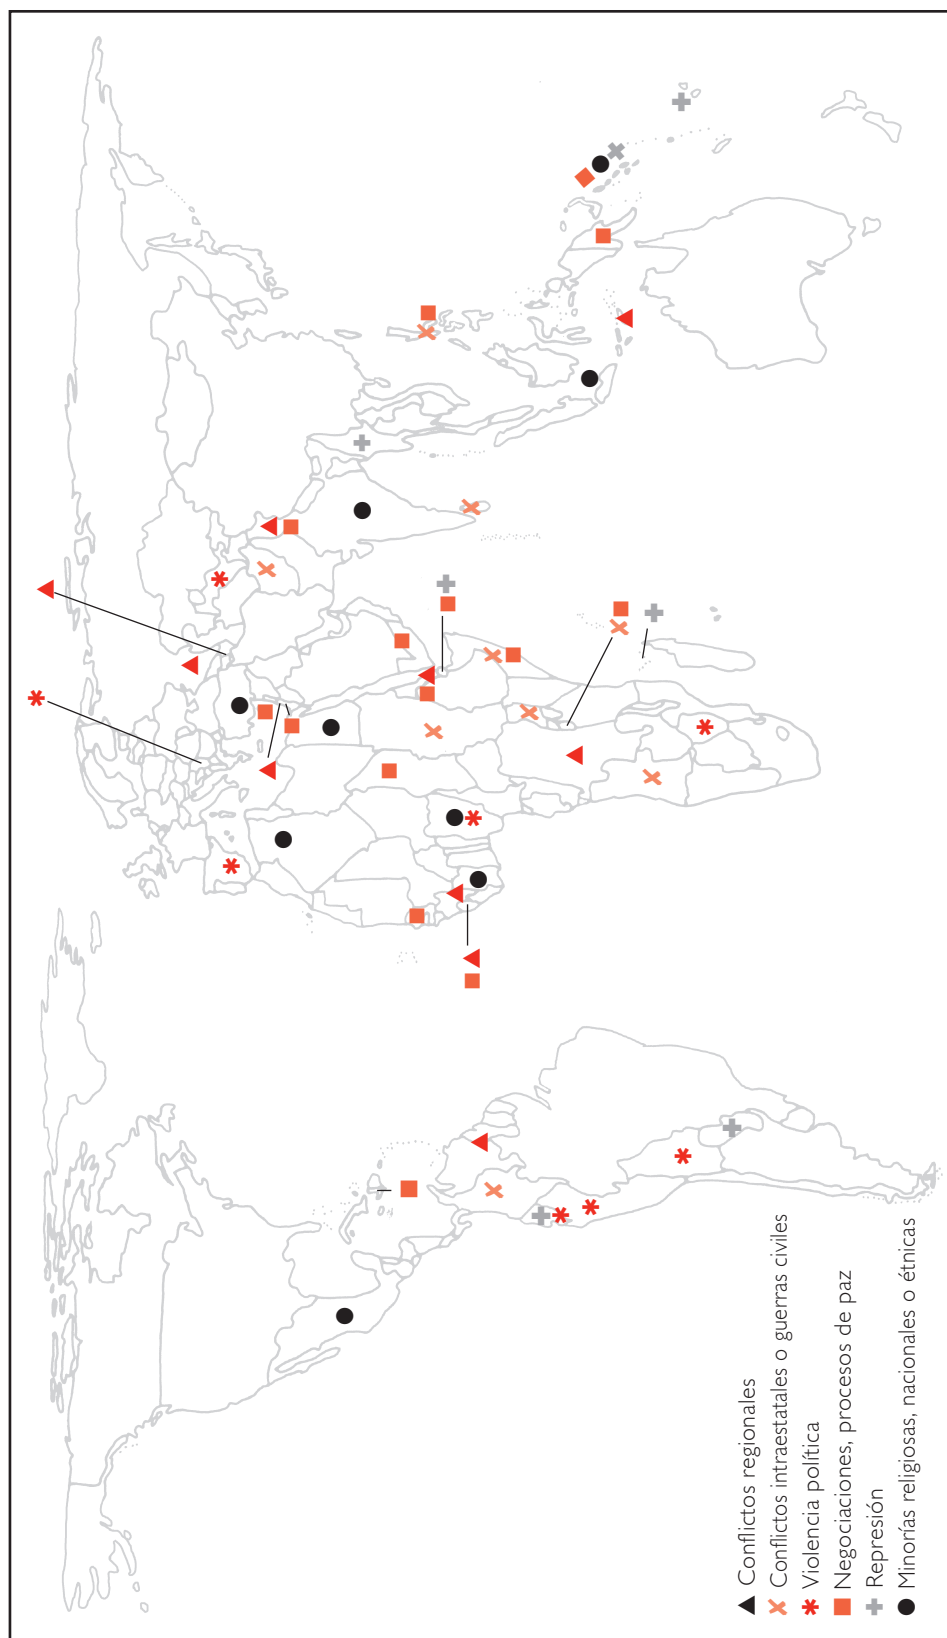 Conflictos regionales
Conflictos intraestatales o guerras civiles
Violencia política
Negociaciones, procesos de paz
Represión
Minorías religiosas, nacionales o étnicas